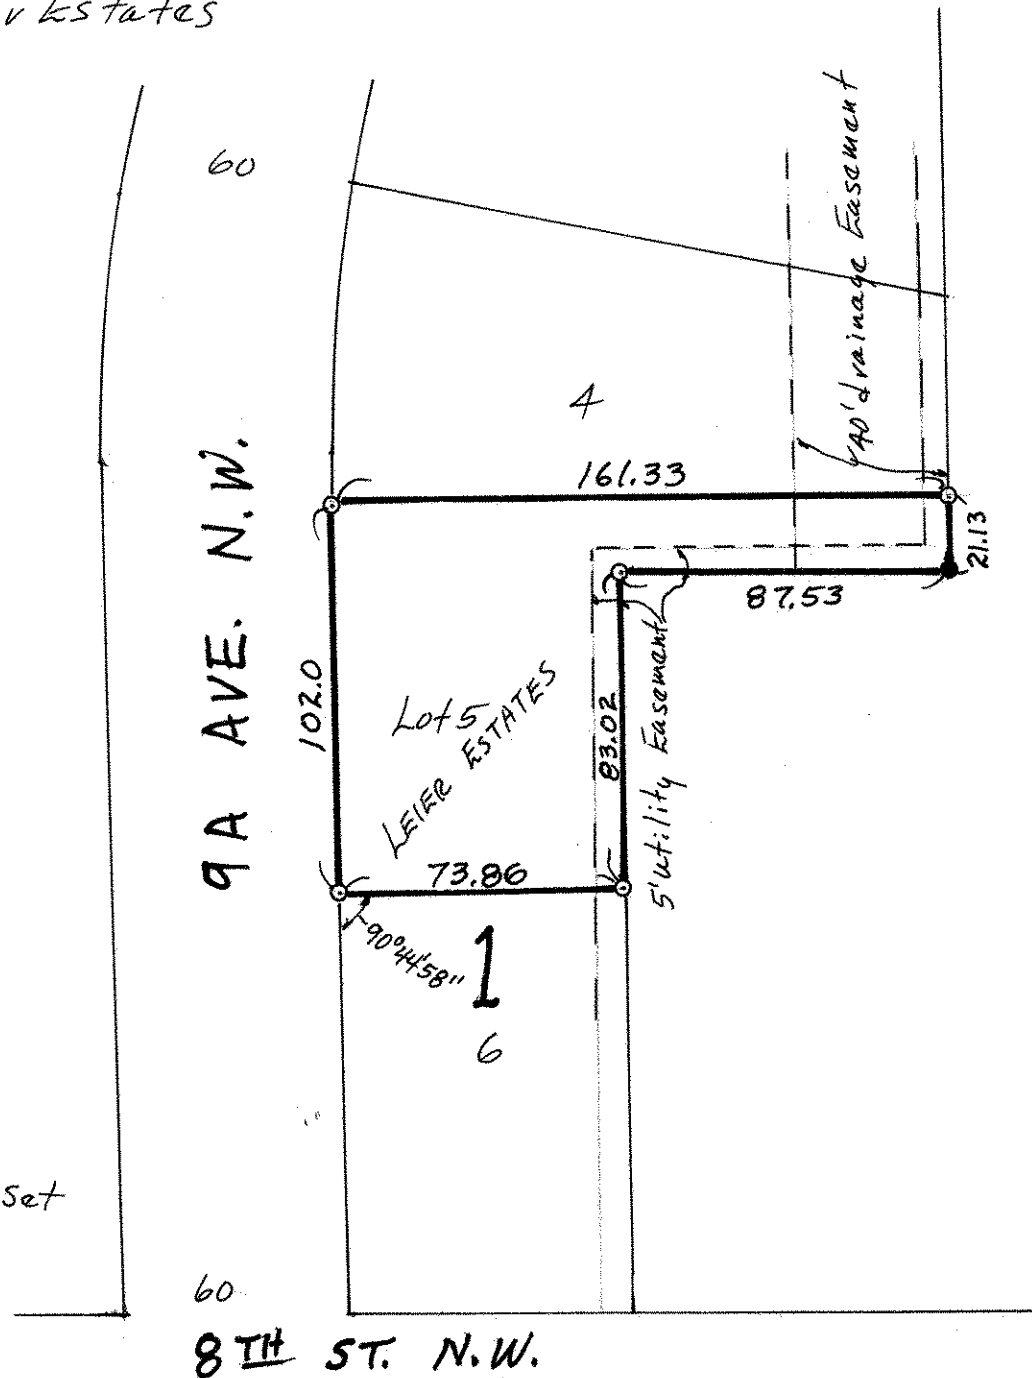 r Estates
60
40' drainage Easement
4
161.33
21.13
87.53
9A AVE. N.W.
102.0
Lot 5
LEIER ESTATES
83.02
5' utility Easement
73.86
90°44'58"
1
6
Set
60
8TH ST. N.W.